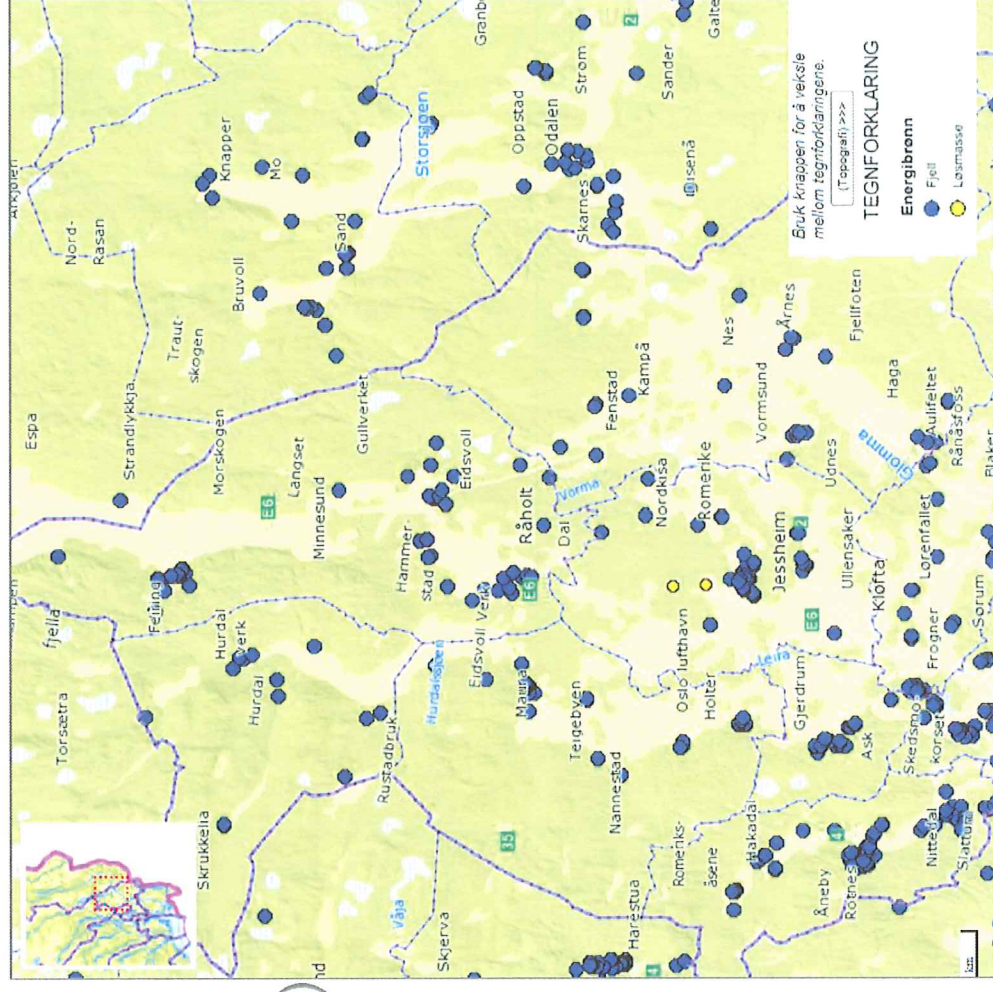 Espa
Nord-
Rasan
Knapper
Mo
Strandlykkja
Traut-
skogen
Bruvoll
Sand
Storsjøen
Granb
Morskogen
E6
Langset
Minnesund
Gullverket
Oppstad
Odalen
Strøm
2
Sander
Galte
Skarnes
fjella
Feiring
Hurdal
Verk
Hurdal
Torsætra
Skrukkelia
Rustadbruk
Hurdalssjøen
Hammer-
stad
Eidsvoll
Eidsvoll Verk
Råholt
E6
Dal
Vorma
Fenstad
Kampå
Nes
Årnes
Fjellfoten
Vormsund
Nordkisa
Romerike
Jessheim
2
Udnes
Haga
Glomma
Aulifeltet
Rånåsfoss
Ullensaker
Kløfta
Lørenfallet
Sørum
Frogner
Oslo lufthavn
Holter
E6
Leira
Gjerdrum
Ask
Skedsmo-
korset
Maura
Teigebyen
Nannestad
35
Våja
Skjerva
Harestua
4
Romeriks-
åsene
Hakadal
Åneby
Rotnes
4
Nittedal
Slattum
km
Bruk knappen for å veksle
mellom tegnforklaringene.
(Topografi) >>>
TEGNFORKLARING
Energibrønn
Fjell
Løsmasse